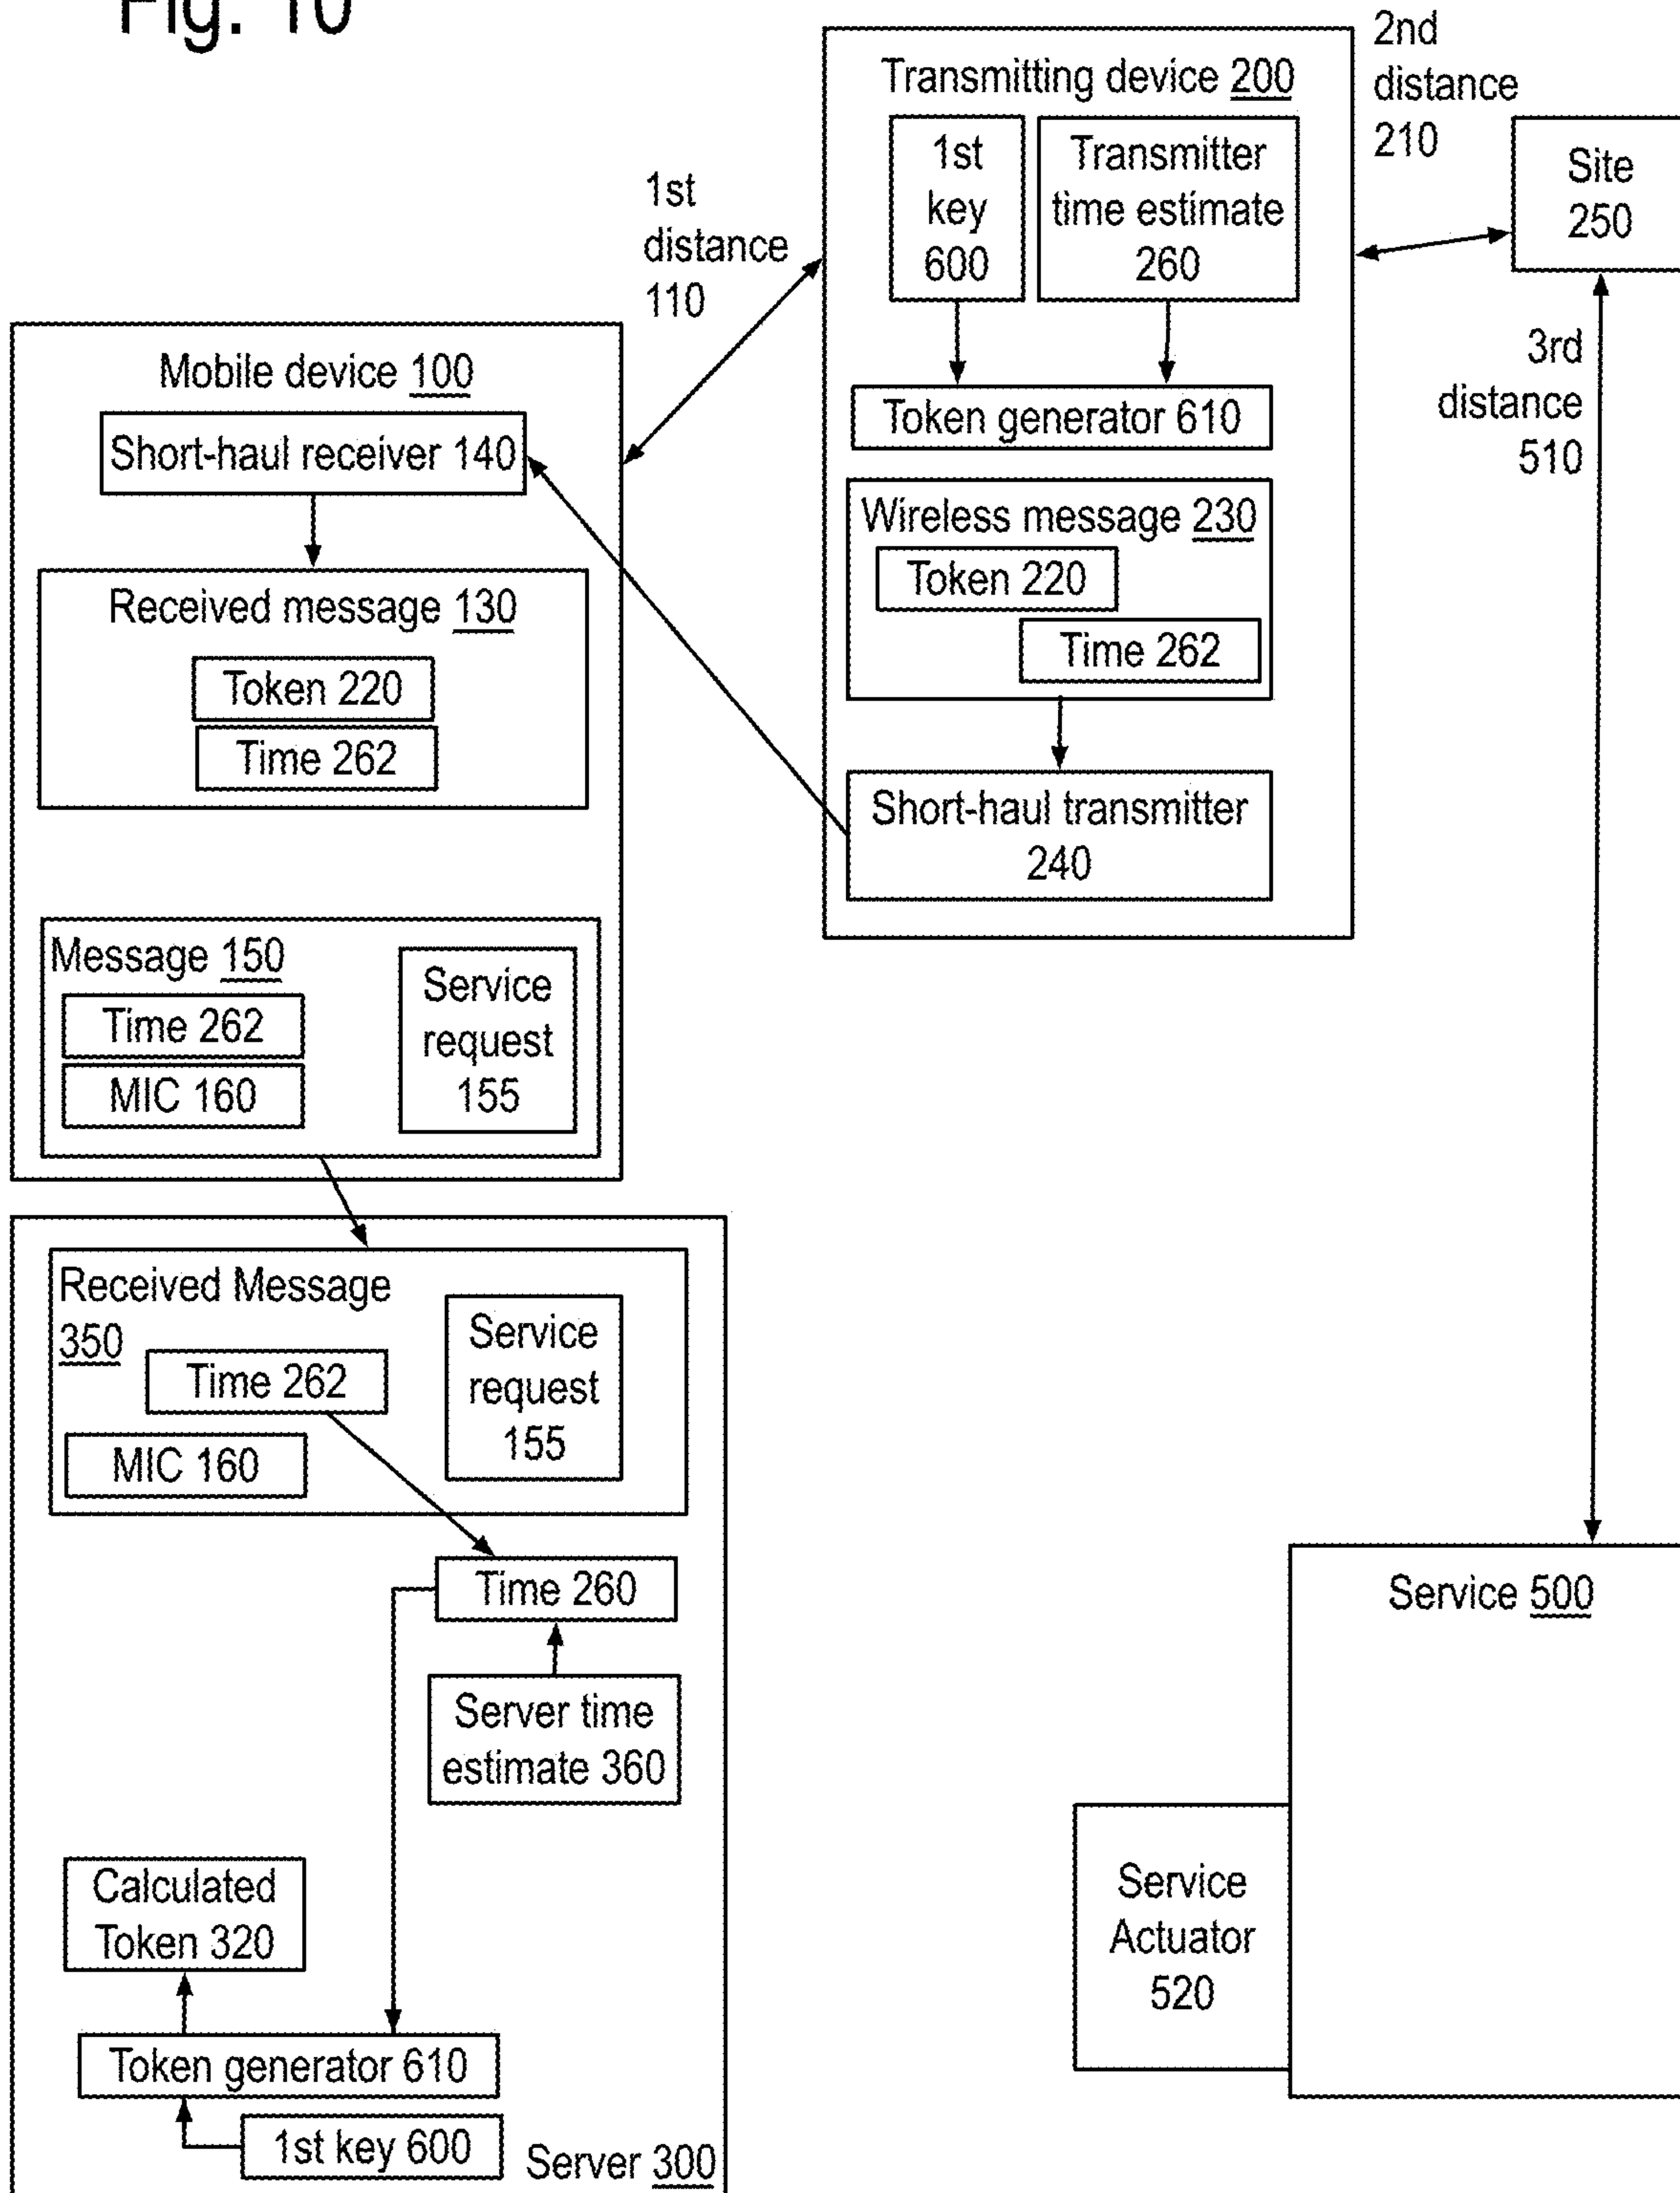 Fig. 10
Transmitting device 200
1st
key
600
Transmitter
time estimate
260
Token generator 610
Wireless message 230
Token 220
Time 262
Short-haul transmitter
240
2nd
distance
210
Site
250
1st
distance
110
3rd
distance
510
Mobile device 100
Short-haul receiver 140
Received message 130
Token 220
Time 262
Message 150
Time 262
MIC 160
Service
request
155
Received Message
350
Time 262
MIC 160
Service
request
155
Time 260
Server time
estimate 360
Calculated
Token 320
Token generator 610
1st key 600
Server 300
Service 500
Service
Actuator
520